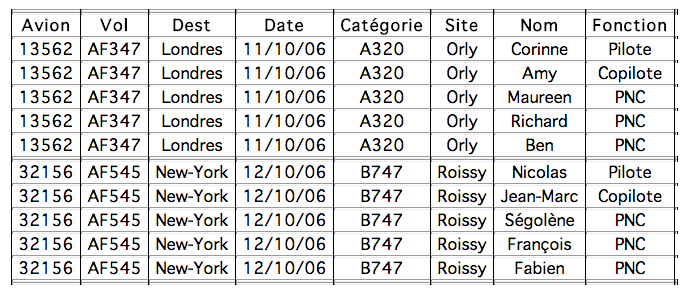 Avion Vol Dest Date Catégorie Site Nom Fonction
13562 AF347 Londres 11/10/06 A320 Orly Corinne Pilote
13562 AF347 Londres 11/10/06 A320 Orly Amy Copilote
13562 AF347 Londres 11/10/06 A320 Orly Maureen PNC
13562 AF347 Londres 11/10/06 A320 Orly Richard PNC
13562 AF347 Londres 11/10/06 A320 Orly Ben PNC
32156 AF545 New-York 12/10/06 B747 Roissy Nicolas Pilote
32156 AF545 New-York 12/10/06 B747 Roissy Jean-Marc Copilote
32156 AF545 New-York 12/10/06 B747 Roissy Ségolène PNC
32156 AF545 New-York 12/10/06 B747 Roissy François PNC
32156 AF545 New-York 12/10/06 B747 Roissy Fabien PNC